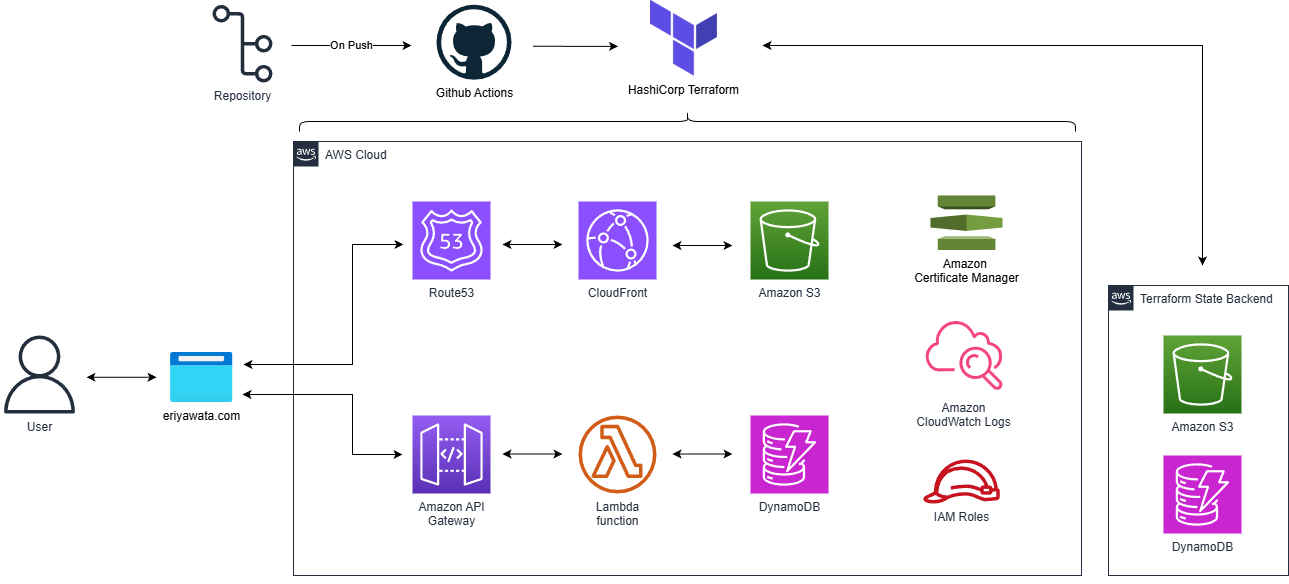 On Push
Repository
Github Actions
HashiCorp Terraform
aws
AWS Cloud
53
Route53
CloudFront
Amazon S3
Amazon
Certificate Manager
aws
Terraform State Backend
User
eriyawata.com
Amazon
CloudWatch Logs
Amazon S3
</>
Amazon API
Gateway
Lambda
function
DynamoDB
IAM Roles
DynamoDB